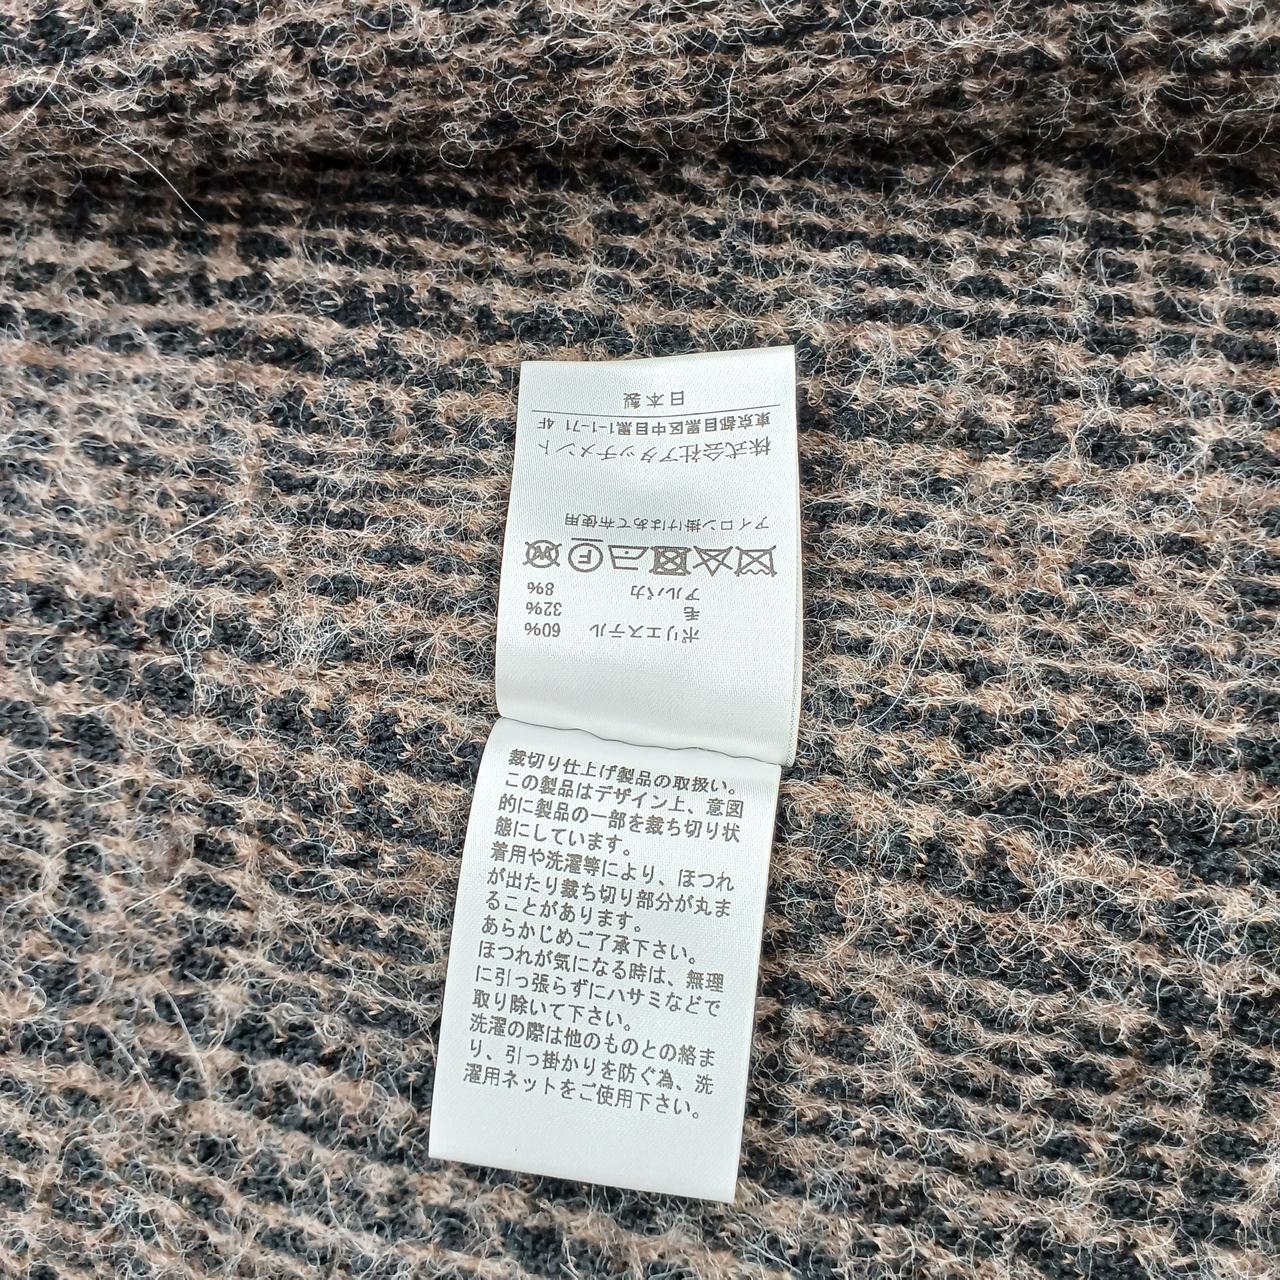 ポリエステル 60%
毛 32%
アルパカ 8%
アイロン掛けはあて布使用
株式会社アタッチメント
東京都目黒区中目黒1-1-71 4F
日本製
裁切り仕上げ製品の取扱い。
この製品はデザイン上、意図
的に製品の一部を裁ち切り状
態にしています。
着用や洗濯等により、ほつれ
が出たり裁ち切り部分が丸ま
ることがあります。
あらかじめご了承下さい。
ほつれが気になる時は、無理
に引っ張らずにハサミなどで
取り除いて下さい。
洗濯の際は他のものとの絡ま
り、引っ掛かりを防ぐ為、洗
濯用ネットをご使用下さい。